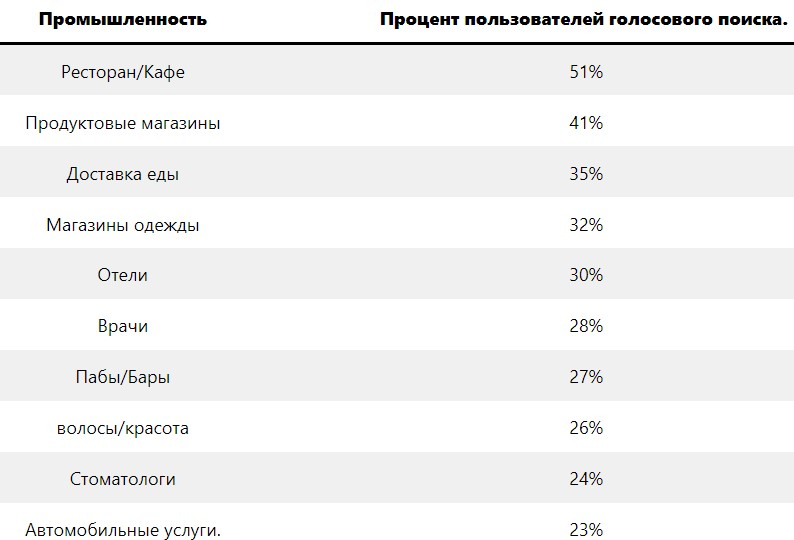 Промышленность Процент пользователей голосового поиска.
Ресторан/Кафе 51%
Продуктовые магазины 41%
Доставка еды 35%
Магазины одежды 32%
Отели 30%
Врачи 28%
Пабы/Бары 27%
волосы/красота 26%
Стоматологи 24%
Автомобильные услуги. 23%